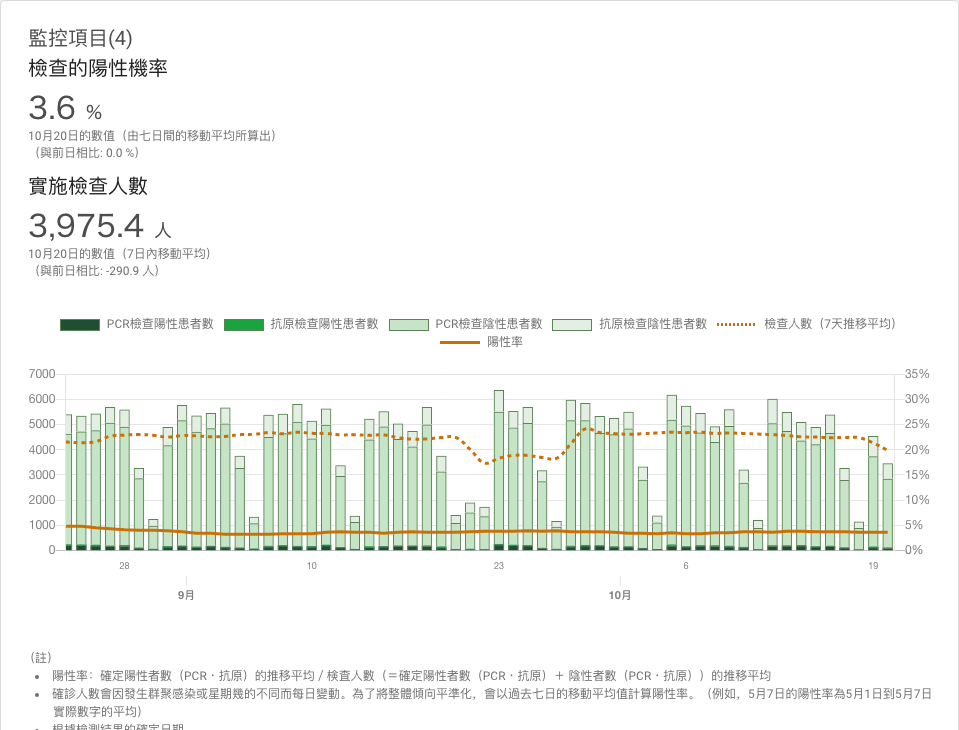 監控項目(4)
檢查的陽性機率
3.6 %
10月20日的數值（由七日間的移動平均所算出）
（與前日相比: 0.0 %）
實施檢查人數
3,975.4 人
10月20日的數值（7日內移動平均）
（與前日相比: -290.9 人）
PCR檢查陽性患者數 抗原檢查陽性患者數 PCR檢查陰性患者數 抗原檢查陰性患者數 檢查人數（7天推移平均）
陽性率
7000 35%
6000 30%
5000 25%
4000 20%
3000 15%
2000 10%
1000 5%
0 0%
28 10 23 6 19
9月 10月
（註）
陽性率：確定陽性者數（PCR・抗原）的推移平均 / 検査人數（＝確定陽性者數（PCR・抗原）＋ 陰性者數（PCR・抗原））的推移平均
確診人數會因發生群聚感染或星期幾的不同而每日變動。為了將整體傾向平準化，會以過去七日的移動平均值計算陽性率。（例如，5月7日的陽性率為5月1日到5月7日
實際數字的平均）
根據檢測結果的確定日期